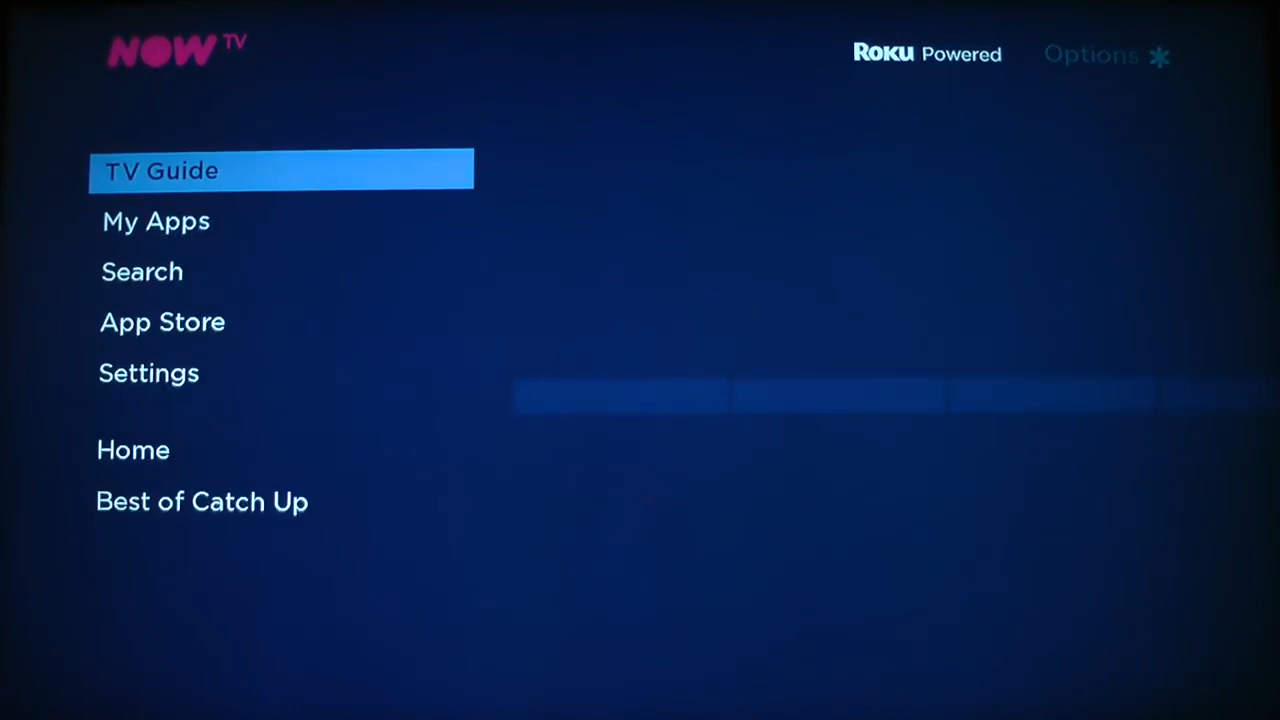 NOW TV
Roku Powered
Options *
TV Guide
My Apps
Search
App Store
Settings
Home
Best of Catch Up